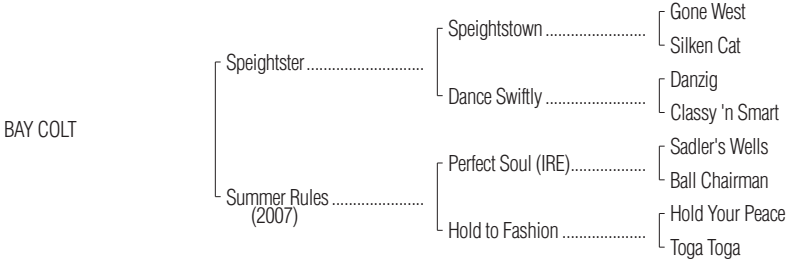 Gone West
Speightstown ........................
Silken Cat
Speightster ............................
Danzig
Dance Swiftly ........................
Classy 'n Smart
BAY COLT
Sadler's Wells
Perfect Soul (IRE)..................
Ball Chairman
Summer Rules ......................
(2007)
Hold Your Peace
Hold to Fashion ....................
Toga Toga